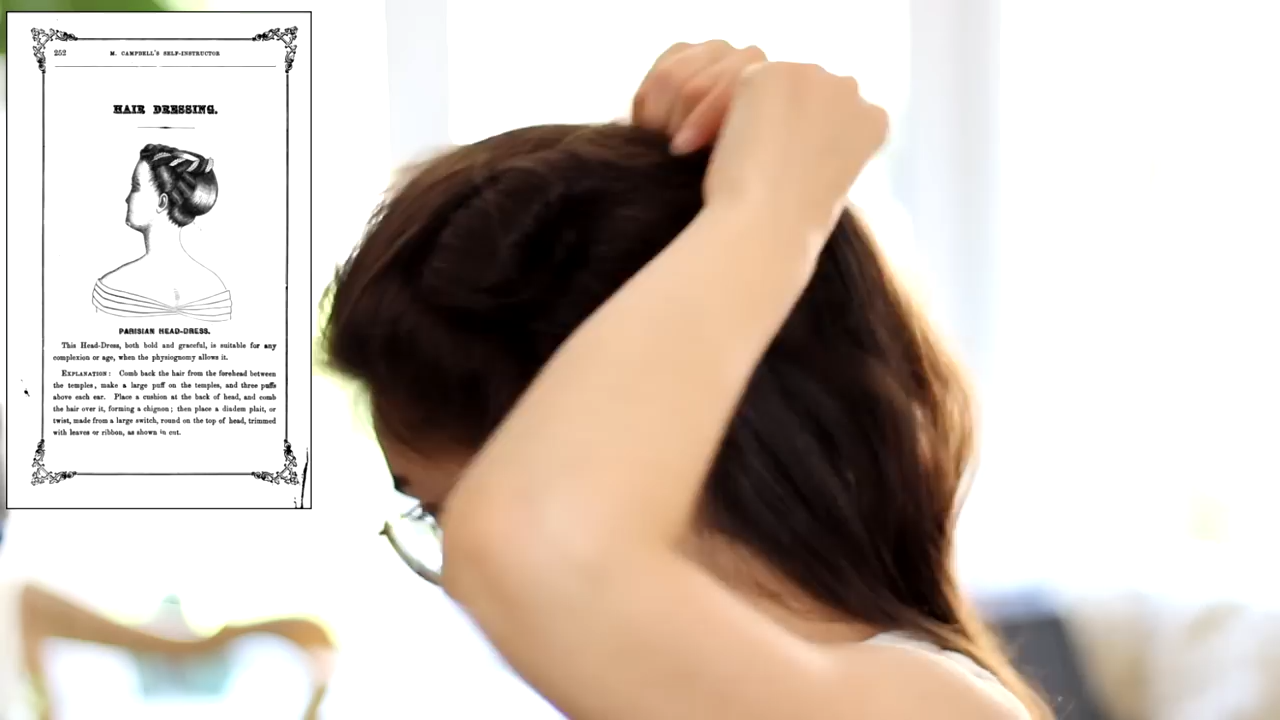 252
M. CAMPBELL'S SELF-INSTRUCTOR
HAIR DRESSING.
PARISIAN HEAD-DRESS.
This Head-Dress, both bold and graceful, is suitable for any
complexion or age, when the physiognomy allows it.
EXPLANATION: Comb back the hair from the forehead between
the temples, make a large puff on the temples, and three puffs
above each ear. Place a cushion at the back of head, and comb
the hair over it, forming a chignon; then place a diadem plait, or
twist, made from a large switch, round on the top of head, trimmed
with leaves or ribbon, as shown in cut.